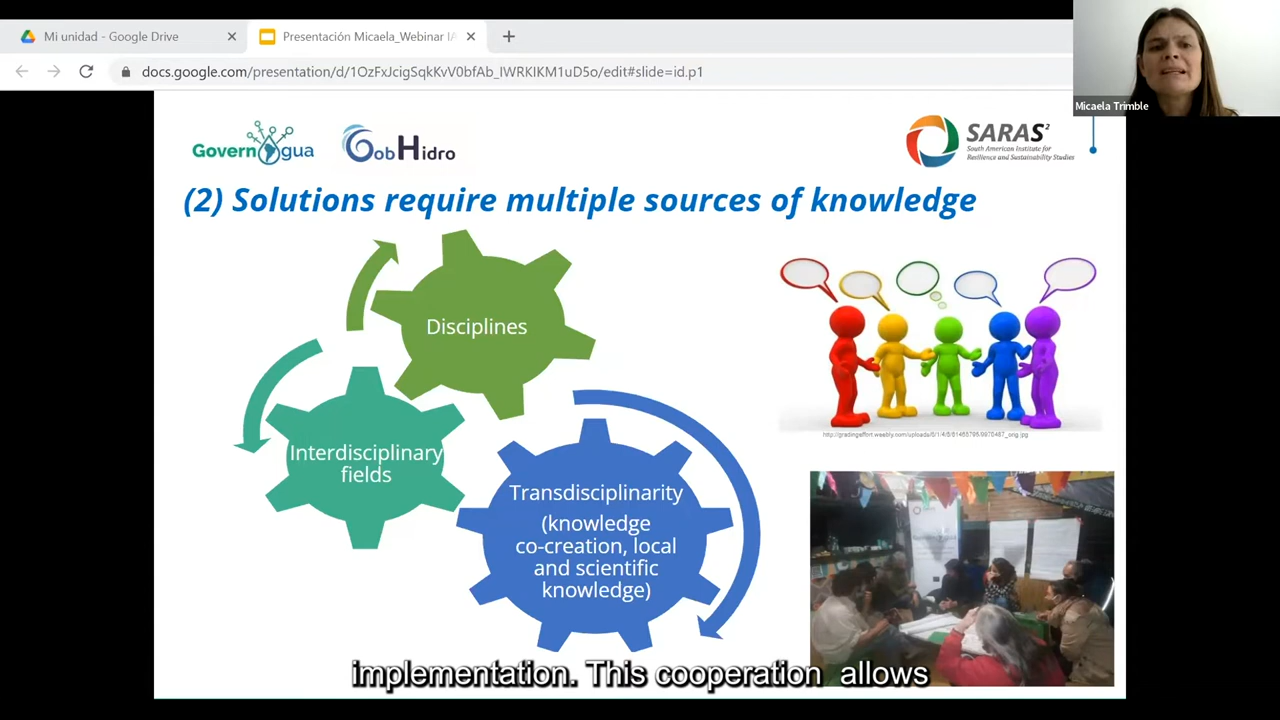 Mi unidad - Google Drive
Presentación Micaela_Webinar IA
docs.google.com/presentation/d/1OzFxJcigSqkKvV0bfAb_IWRKIKM1uD5o/edit#slide=id.p1
Micaela Trimble
Governagua
GobHidro
SARAS²
South American Institute for
Resilience and Sustainability Studies
(2) Solutions require multiple sources of knowledge
Disciplines
Interdisciplinary
fields
Transdisciplinarity
(knowledge
co-creation, local
and scientific
knowledge)
implementation. This cooperation allows